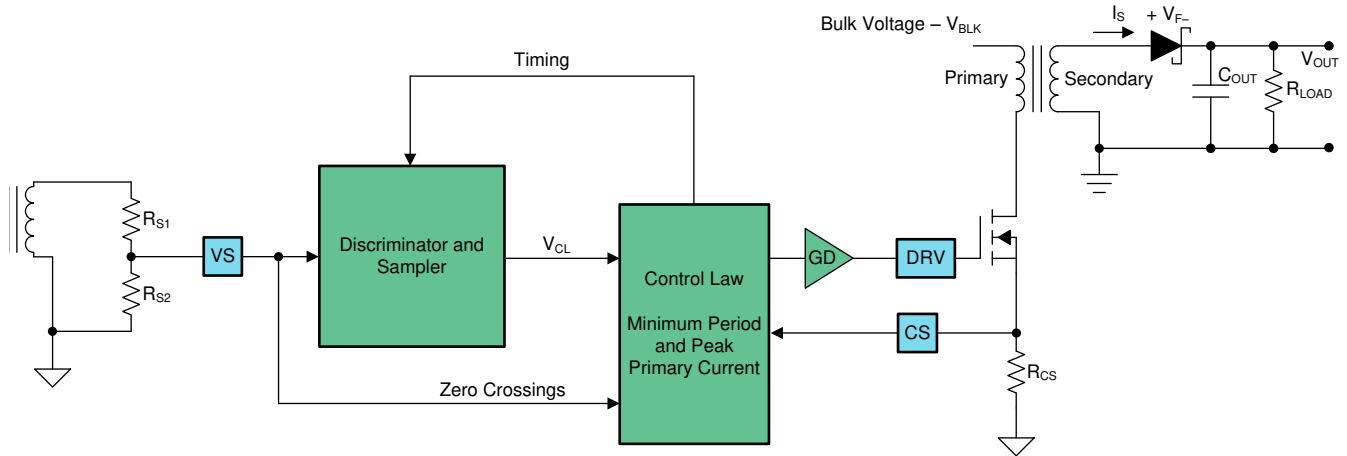 Bulk Voltage – VBLK
IS
+ VF–
Timing
Primary
Secondary
COUT
VOUT
RLOAD
RS1
VS
Discriminator and
Sampler
VCL
GD
DRV
RS2
Control Law
Minimum Period
and Peak
Primary Current
CS
Zero Crossings
RCS